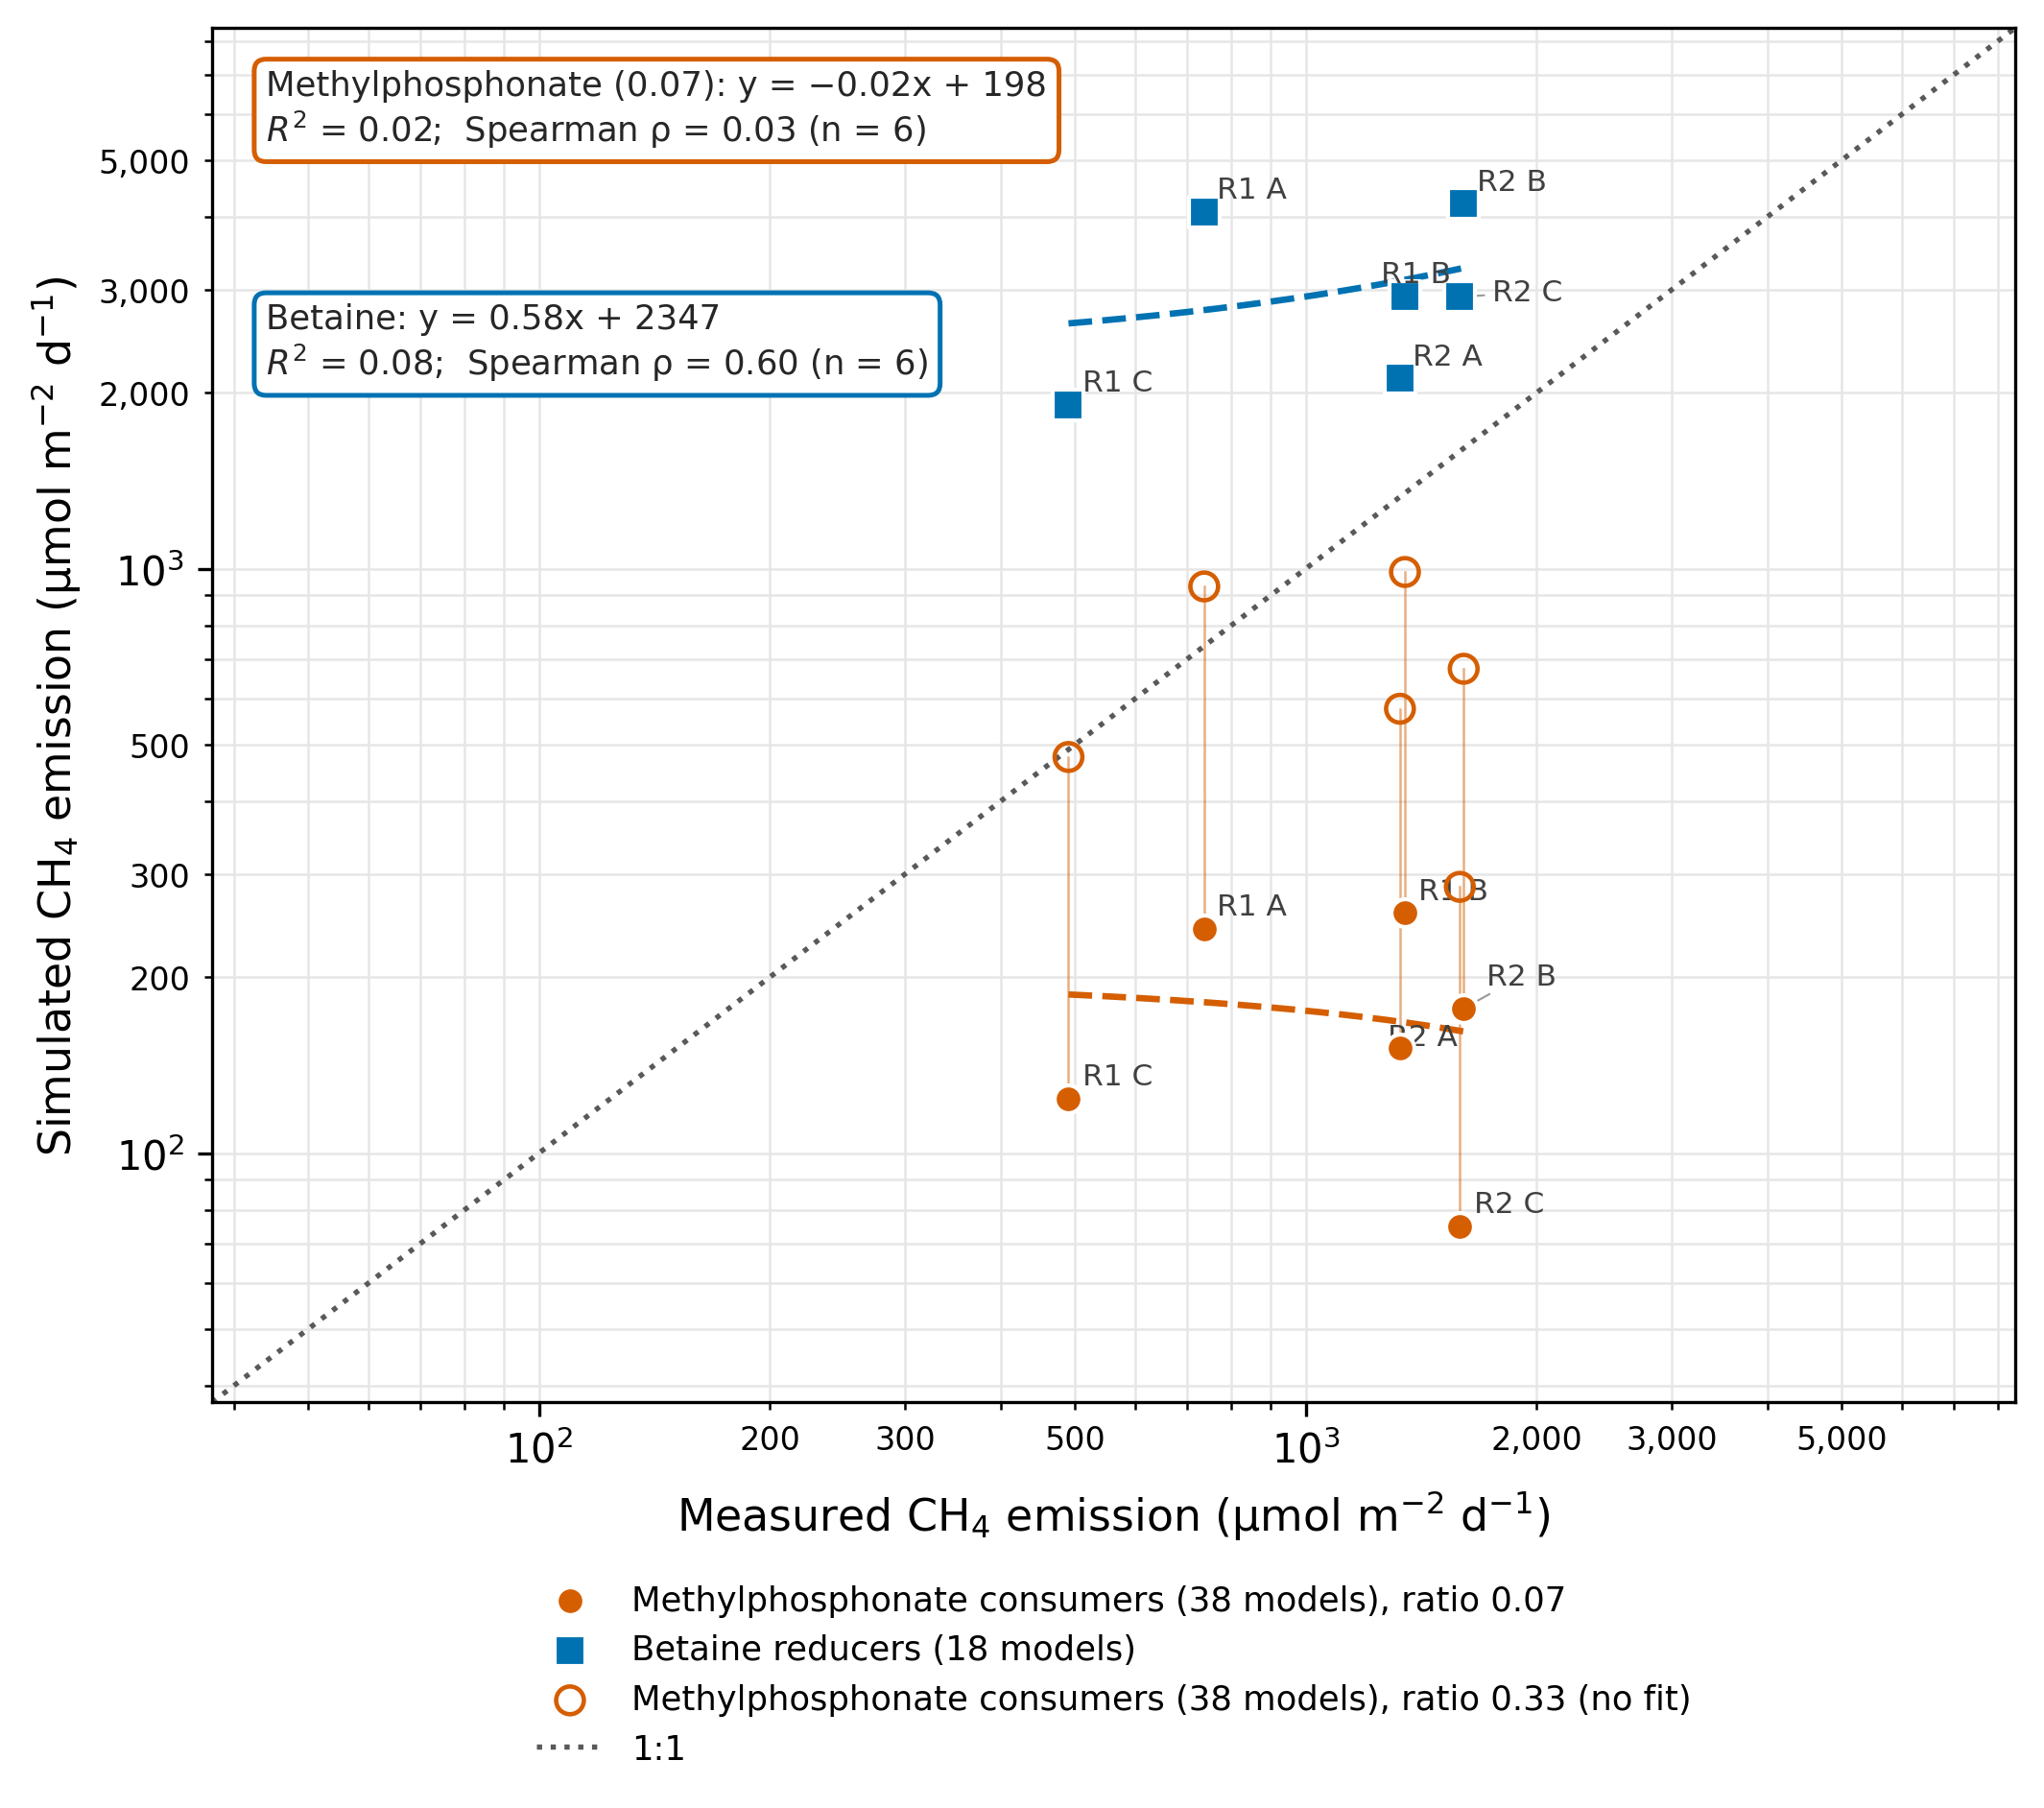 Methylphosphonate (0.07): y = −0.02x + 198
R² = 0.02;  Spearman ρ = 0.03 (n = 6)
Betaine: y = 0.58x + 2347
R² = 0.08;  Spearman ρ = 0.60 (n = 6)
R1 A
R2 B
R1 B
R2 C
R2 A
R1 C
R1 B
R1 A
R2 B
R2 A
R1 C
R2 C
Simulated CH₄ emission (μmol m⁻² d⁻¹)
5,000
3,000
2,000
10³
500
300
200
10²
10²
200
300
500
10³
2,000
3,000
5,000
Measured CH₄ emission (μmol m⁻² d⁻¹)
Methylphosphonate consumers (38 models), ratio 0.07
Betaine reducers (18 models)
Methylphosphonate consumers (38 models), ratio 0.33 (no fit)
1:1